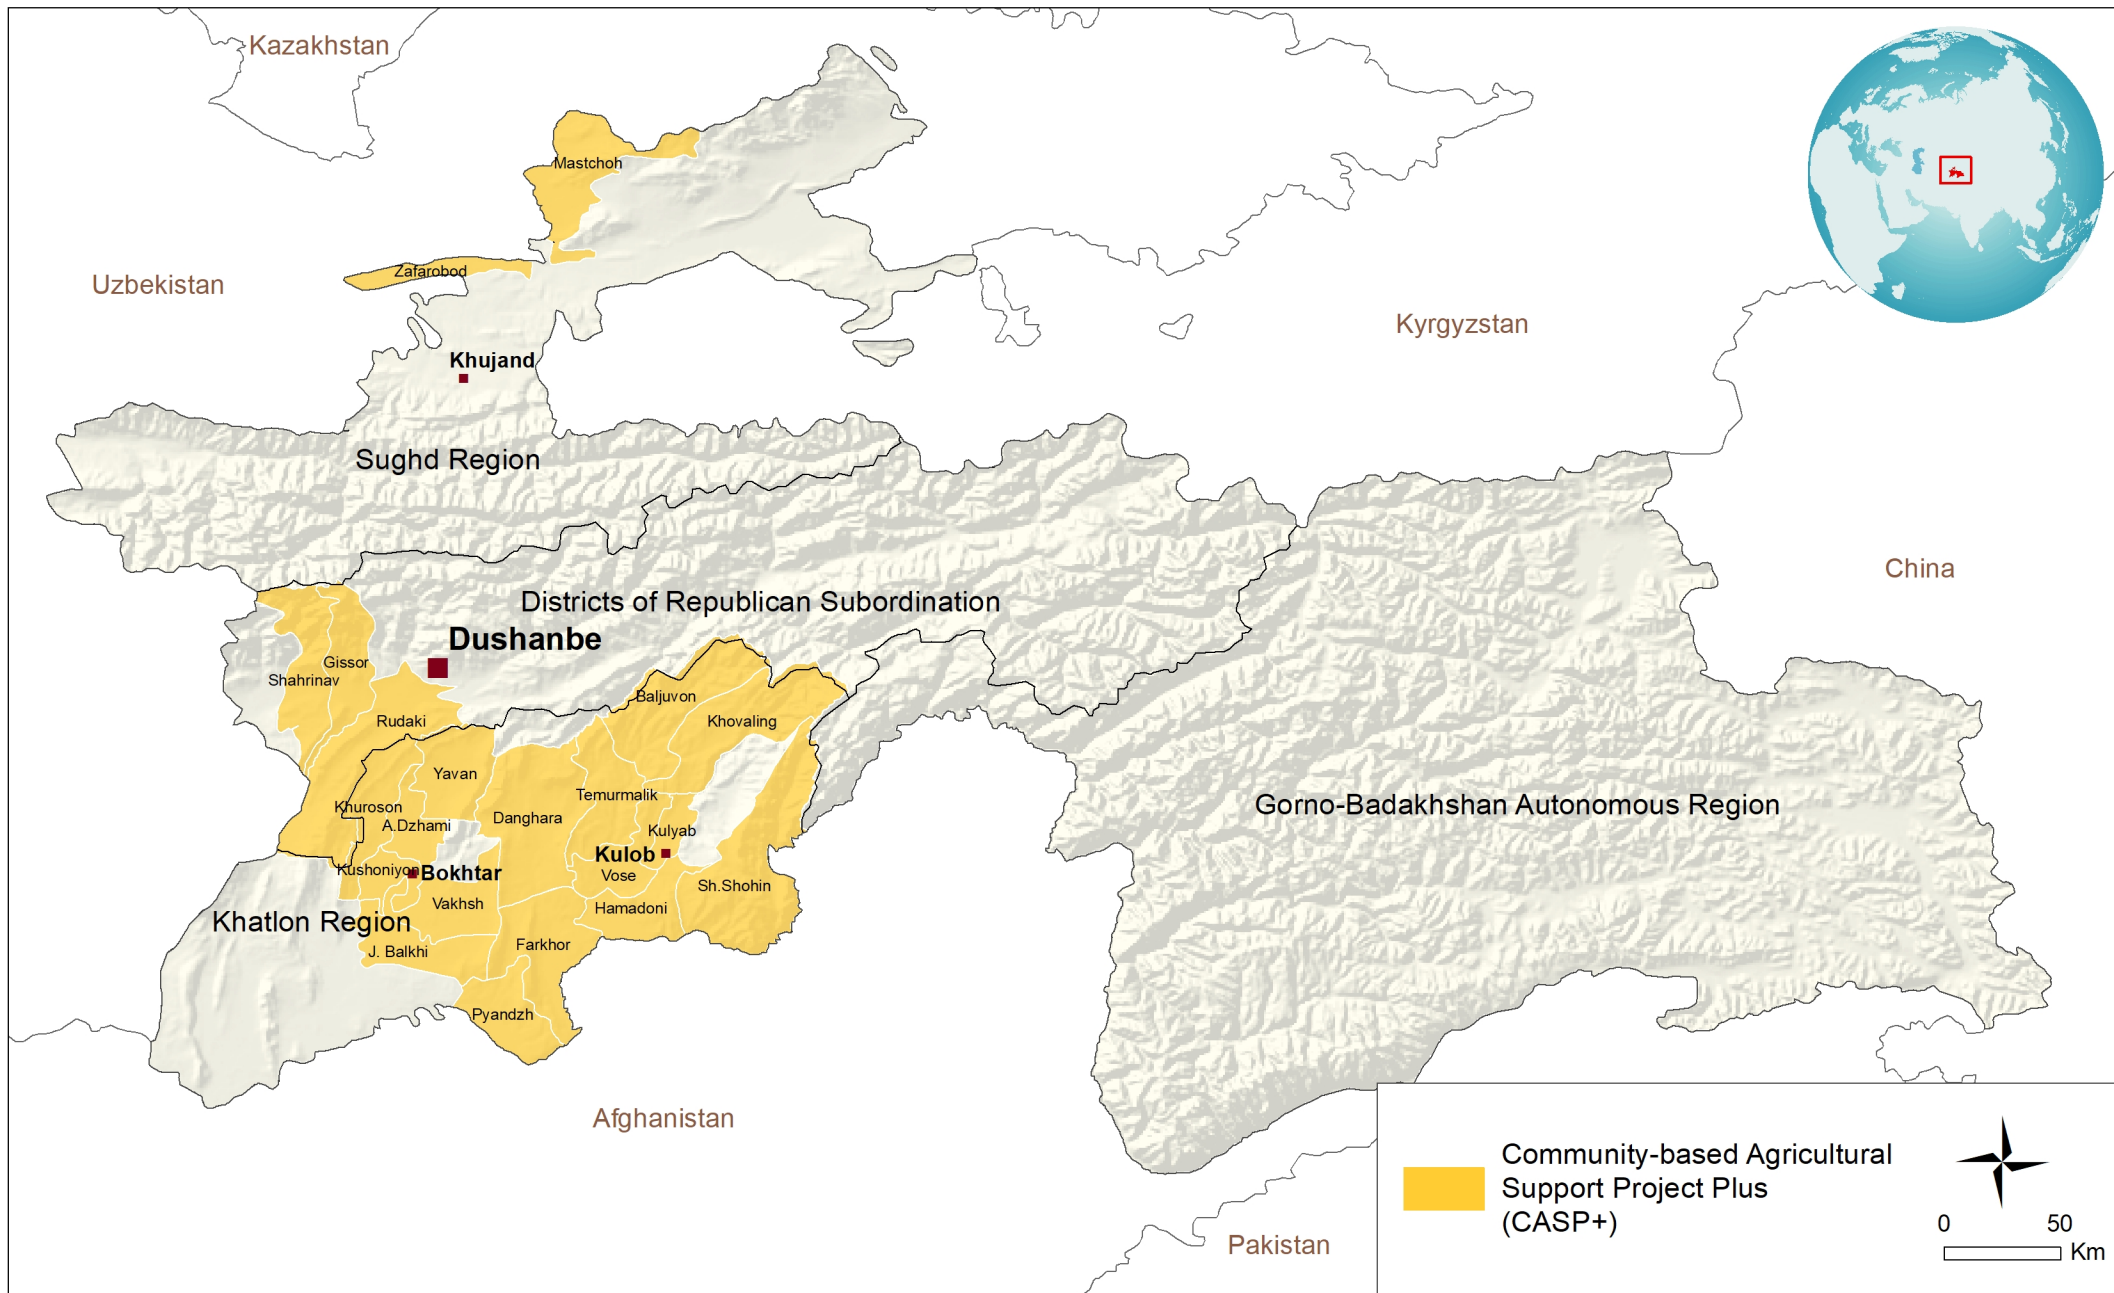 Kazakhstan
Mastchoh
Zafarobod
Uzbekistan
Kyrgyzstan
Khujand
Sughd Region
China
Districts of Republican Subordination
Dushanbe
Gissor
Shahrinav
Baljuvon
Rudaki
Khovaling
Yavan
Temurmalik
Khuroson
Gorno-Badakhshan Autonomous Region
Danghara
A.Dzhami
Kulyab
Kulob
Kushoniyon
Bokhtar
Vose
Sh.Shohin
Vakhsh
Hamadoni
Khatlon Region
Farkhor
J. Balkhi
Pyandzh
Afghanistan
Pakistan
Community-based Agricultural
Support Project Plus
(CASP+)
0 50
Km